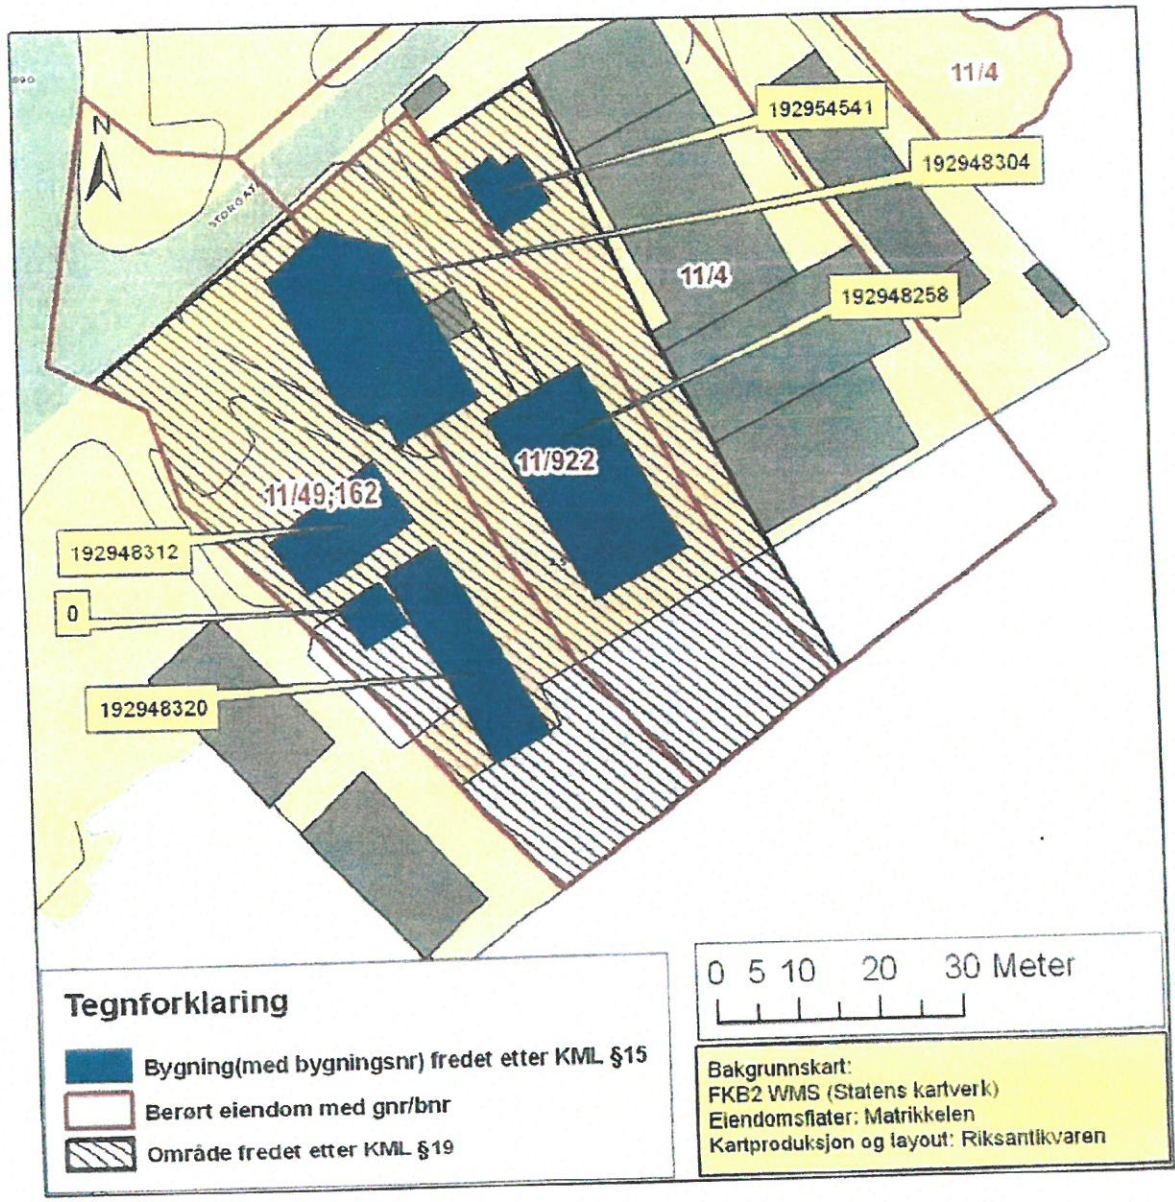 11/4
192954541
N
192948304
STORGATA
11/4
192948258
11/922
11/49;162
192948312
0
192948320
0 5 10 20 30 Meter
Tegnforklaring
Bygning(med bygningsnr) fredet etter KML §15
Berørt eiendom med gnr/bnr
Område fredet etter KML §19
Bakgrunnskart:
FKB2 WMS (Statens kartverk)
Eiendomsflater: Matrikkelen
Kartproduksjon og layout: Riksantikvaren